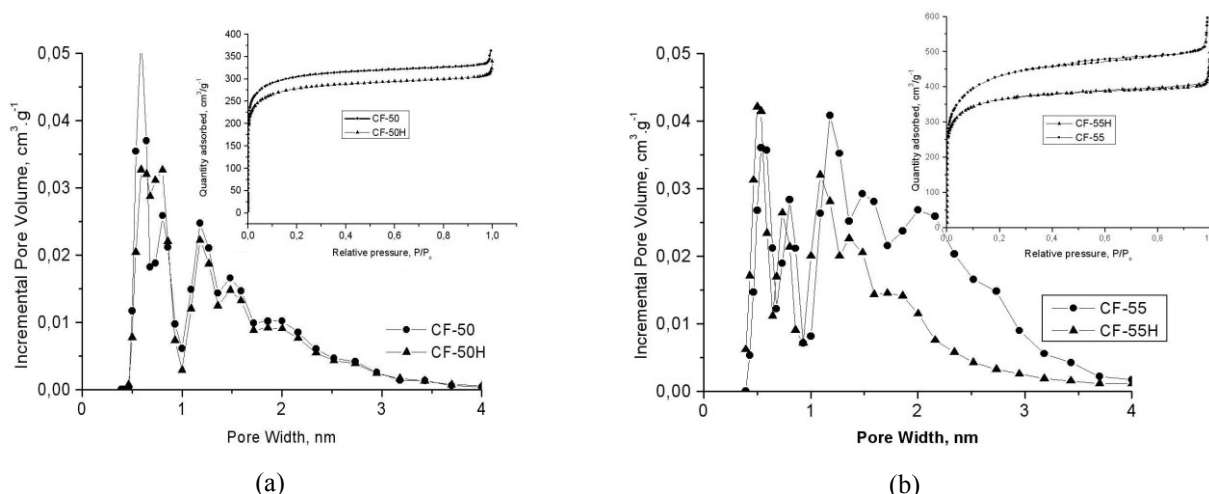 0,05
0,04
0,03
0,02
0,01
0,00
Incremental Pore Volume, cm³.g⁻¹
0 1 2 3 4
Pore Width, nm
CF-50
CF-50H
400
350
300
250
200
150
100
50
0
Quantity adsorbed, cm³/g⁻¹
0,0 0,2 0,4 0,6 0,8 1,0
Relative pressure, P/P₀
CF-50
CF-50H
(a)
0,05
0,04
0,03
0,02
0,01
0,00
Incremental Pore Volume, cm³.g⁻¹
0 1 2 3 4
Pore Width, nm
CF-55
CF-55H
600
500
400
300
200
100
0
Quantity adsorbed, cm³/g⁻¹
0,0 0,2 0,4 0,6 0,8 1,0
Relative pressure, P/P₀
CF-55H
CF-55
(b)